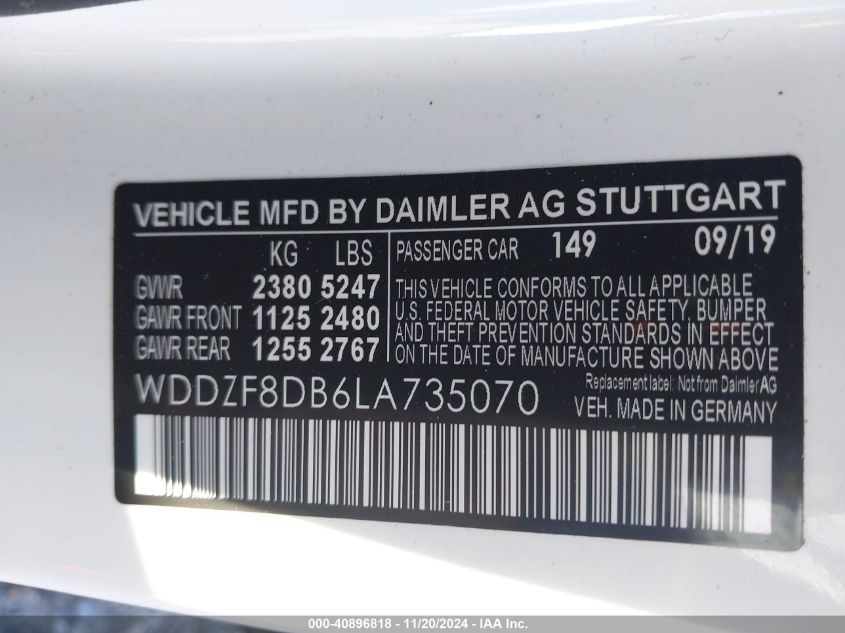 VEHICLE MFD BY DAIMLER AG STUTTGART
KG LBS
GVWR 2380 5247
GAWR FRONT 1125 2480
GAWR REAR 1255 2767
PASSENGER CAR 149 09/19
THIS VEHICLE CONFORMS TO ALL APPLICABLE
U.S. FEDERAL MOTOR VEHICLE SAFETY, BUMPER
AND THEFT PREVENTION STANDARDS IN EFFECT
ON THE DATE OF MANUFACTURE SHOWN ABOVE
WDDZF8DB6LA735070
Replacement label: Not From Daimler AG
VEH. MADE IN GERMANY
000-40896818 - 11/20/2024 - IAA Inc.